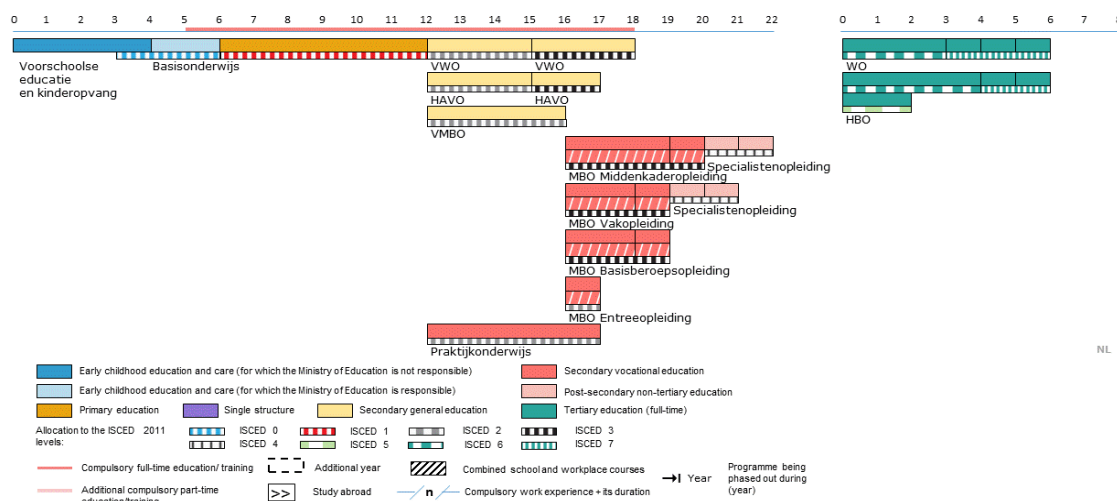 0 1 2 3 4 5 6 7 8 9 10 11 12 13 14 15 16 17 18 19 20 21 22
0 1 2 3 4 5 6 7 8
Voorschoolse
educatie
en kinderopvang
Basisonderwijs
VWO VWO
WO
HAVO HAVO
VMBO
HBO
MBO Middenkaderopleiding
Specialistenopleiding
MBO Vakopleiding
Specialistenopleiding
MBO Basisberoepsopleiding
MBO Entreeopleiding
Praktijkonderwijs
NL
Early childhood education and care (for which the Ministry of Education is not responsible)
Secondary vocational education
Early childhood education and care (for which the Ministry of Education is responsible)
Post-secondary non-tertiary education
Primary education
Single structure
Secondary general education
Tertiary education (full-time)
Allocation to the ISCED 2011
levels:
ISCED 0 ISCED 1 ISCED 2 ISCED 3
ISCED 4 ISCED 5 ISCED 6 ISCED 7
Compulsory full-time education/ training
Additional year
Combined school and workplace courses
Year
Programme being
phased out during
(year)
Additional compulsory part-time
education/training
>> Study abroad
n Compulsory work experience + its duration